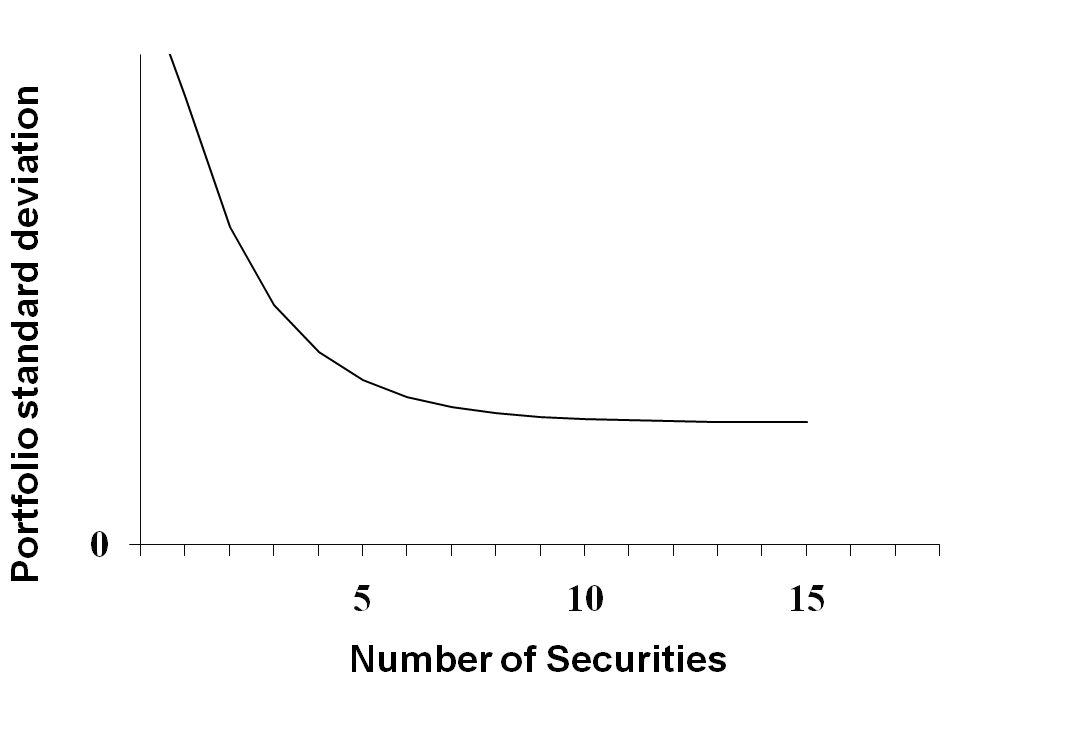 Portfolio standard deviation
0
5 10 15
Number of Securities